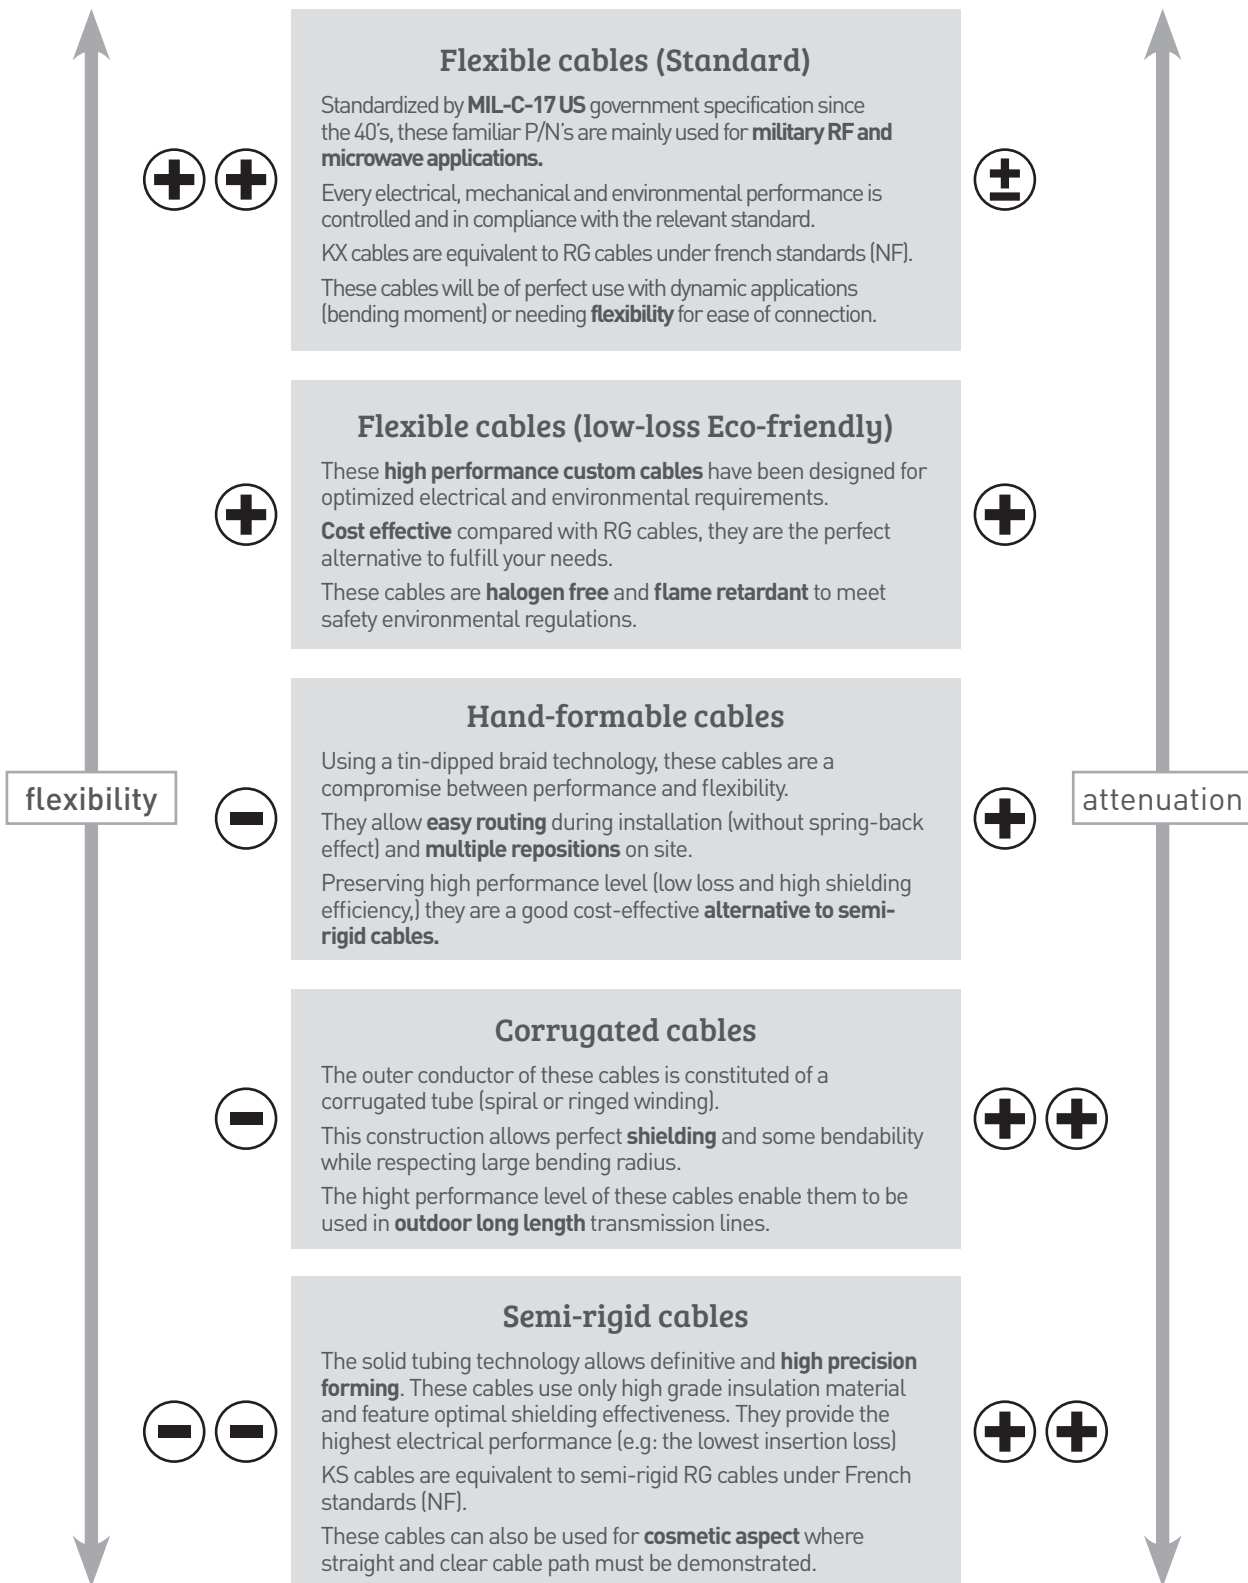 Flexible cables (Standard)
Standardized by MIL-C-17 US government specification since
the 40's, these familiar P/N's are mainly used for military RF and
microwave applications.
Every electrical, mechanical and environmental performance is
controlled and in compliance with the relevant standard.
KX cables are equivalent to RG cables under french standards (NF).
These cables will be of perfect use with dynamic applications
(bending moment) or needing flexibility for ease of connection.
Flexible cables (low-loss Eco-friendly)
These high performance custom cables have been designed for
optimized electrical and environmental requirements.
Cost effective compared with RG cables, they are the perfect
alternative to fulfill your needs.
These cables are halogen free and flame retardant to meet
safety environmental regulations.
Hand-formable cables
Using a tin-dipped braid technology, these cables are a
compromise between performance and flexibility.
They allow easy routing during installation (without spring-back
effect) and multiple repositions on site.
Preserving high performance level (low loss and high shielding
efficiency,) they are a good cost-effective alternative to semi-
rigid cables.
flexibility
attenuation
Corrugated cables
The outer conductor of these cables is constituted of a
corrugated tube (spiral or ringed winding).
This construction allows perfect shielding and some bendability
while respecting large bending radius.
The hight performance level of these cables enable them to be
used in outdoor long length transmission lines.
Semi-rigid cables
The solid tubing technology allows definitive and high precision
forming. These cables use only high grade insulation material
and feature optimal shielding effectiveness. They provide the
highest electrical performance (e.g: the lowest insertion loss)
KS cables are equivalent to semi-rigid RG cables under French
standards (NF).
These cables can also be used for cosmetic aspect where
straight and clear cable path must be demonstrated.